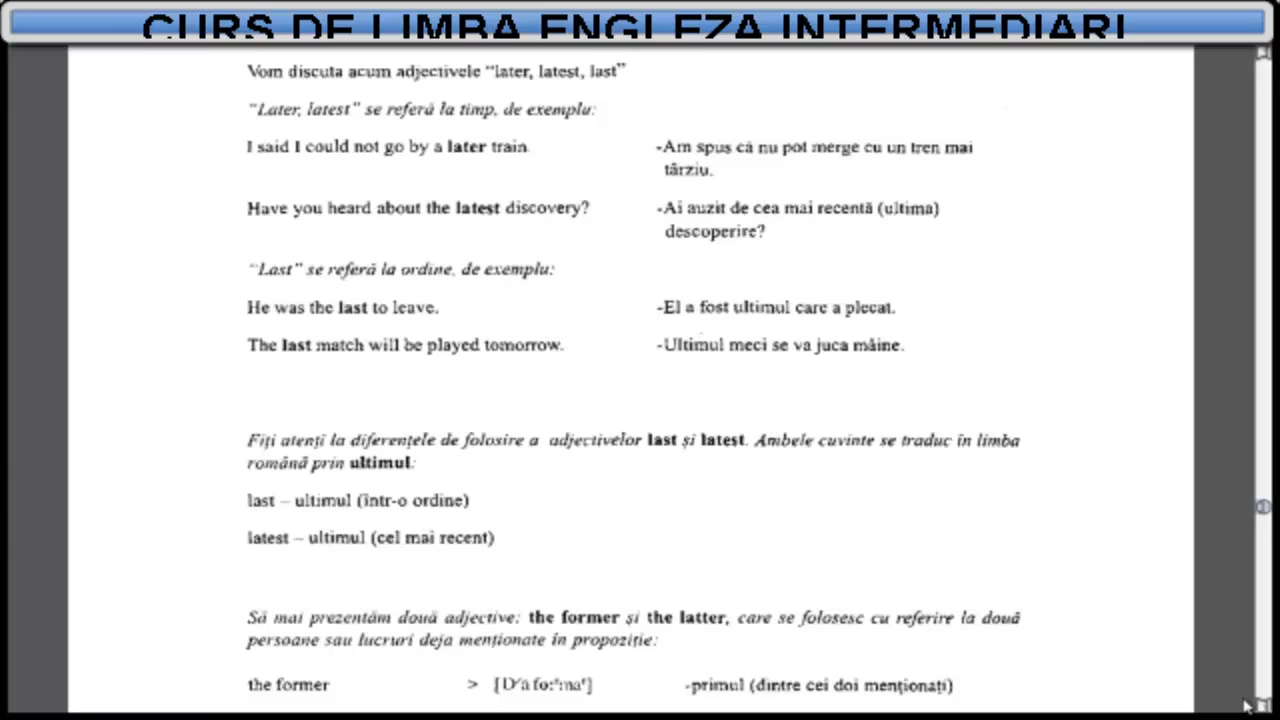 CURS DE LIMBA ENGLEZA INTERMEDIARI
Vom discuta acum adjectivele “later, latest, last”
“Later, latest” se referă la timp, de exemplu:
I said I could not go by a later train. -Am spus că nu pot merge cu un tren mai
târziu.
Have you heard about the latest discovery? -Ai auzit de cea mai recentă (ultima)
descoperire?
“Last” se referă la ordine, de exemplu:
He was the last to leave. -El a fost ultimul care a plecat.
The last match will be played tomorrow. -Ultimul meci se va juca mâine.
Fiţi atenţi la diferenţele de folosire a adjectivelor last şi latest. Ambele cuvinte se traduc în limba
română prin ultimul:
last – ultimul (într-o ordine)
latest – ultimul (cel mai recent)
Să mai prezentăm două adjective: the former şi the latter, care se folosesc cu referire la două
persoane sau lucruri deja menţionate în propoziţie:
the former > -primul (dintre cei doi menţionaţi)